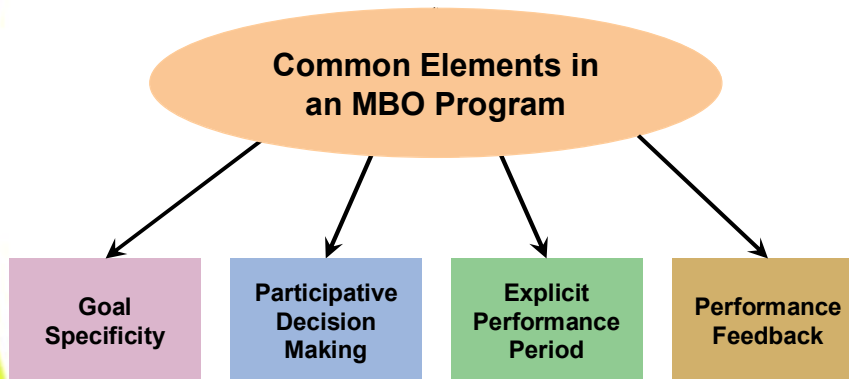 Common Elements in
an MBO Program
Goal
Specificity
Participative
Decision
Making
Explicit
Performance
Period
Performance
Feedback